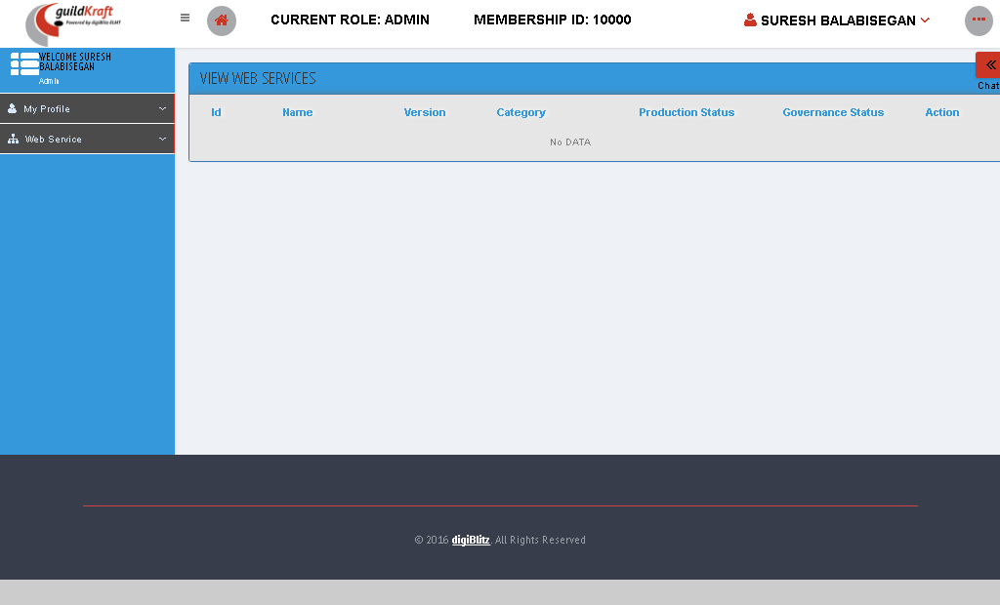 guildKraft
Powered by digiBlitz ELMT
CURRENT ROLE: ADMIN
MEMBERSHIP ID: 10000
SURESH BALABISEGAN
WELCOME SURESH
BALABISEGAN
Admin
My Profile
Web Service
VIEW WEB SERVICES
Chat
Id Name Version Category Production Status Governance Status Action
No DATA
© 2016 digiBlitz. All Rights Reserved